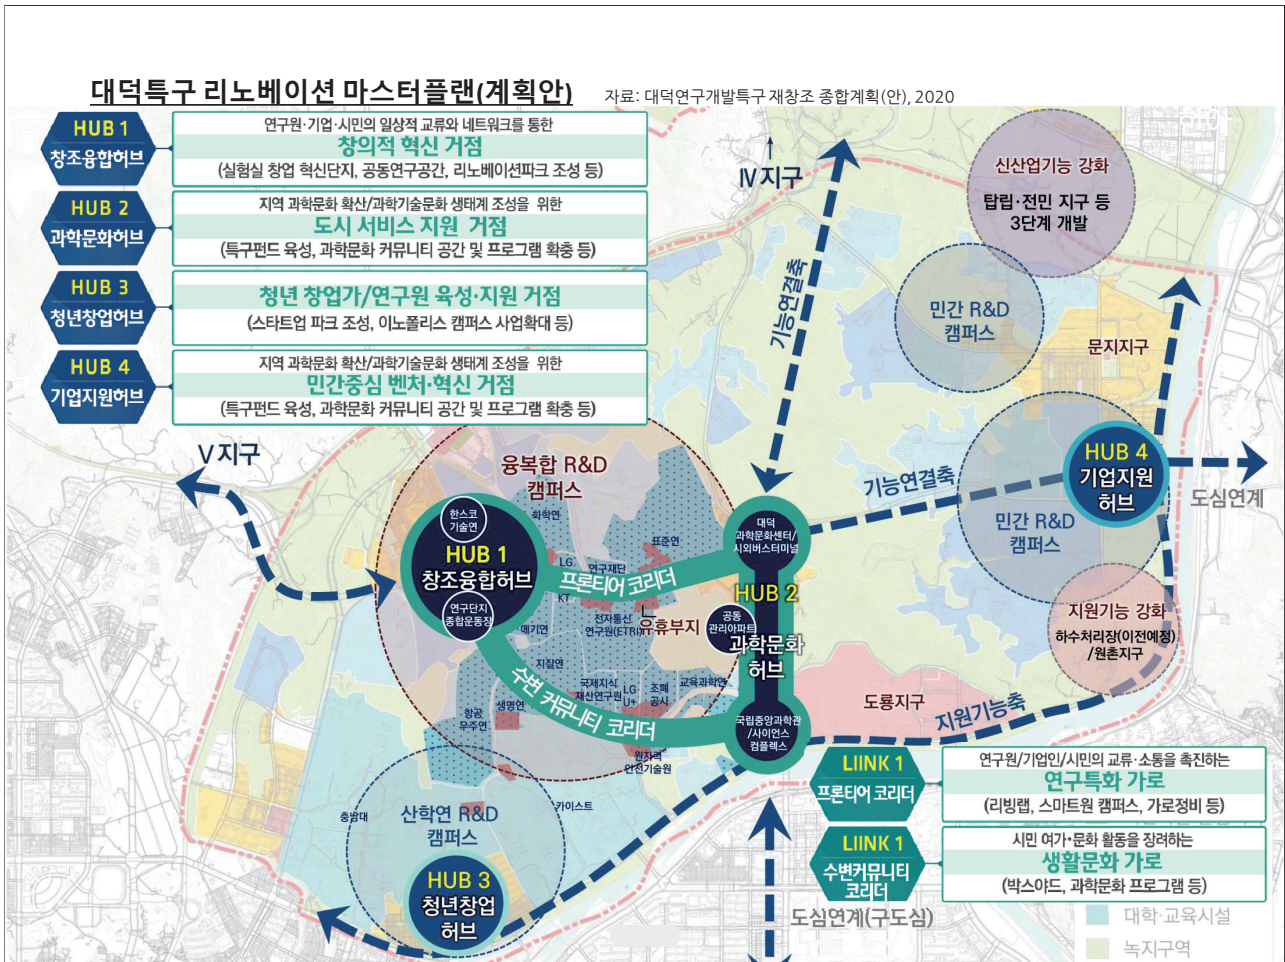 대덕특구 리노베이션 마스터플랜(계획안)
자료: 대덕연구개발특구 재창조 종합계획(안), 2020
HUB 1
창조융합허브
연구원·기업·시민의 일상적 교류와 네트워크를 통한
창의적 혁신 거점
(실험실 창업 혁신단지, 공동연구공간, 리노베이션파크 조성 등)
HUB 2
과학문화허브
지역 과학문화 확산/과학기술문화 생태계 조성을 위한
도시 서비스 지원 거점
(특구펀드 육성, 과학문화 커뮤니티 공간 및 프로그램 확충 등)
HUB 3
청년창업허브
청년 창업가/연구원 육성·지원 거점
(스타트업 파크 조성, 이노폴리스 캠퍼스 사업확대 등)
HUB 4
기업지원허브
지역 과학문화 확산/과학기술문화 생태계 조성을 위한
민간중심 벤처·혁신 거점
(특구펀드 육성, 과학문화 커뮤니티 공간 및 프로그램 확충 등)
Ⅳ지구
신산업기능 강화
탑립·전민 지구 등
3단계 개발
기능연결축
민간 R&D
캠퍼스
문지지구
Ⅴ지구
융복합 R&D
캠퍼스
HUB 4
기업지원
허브
기능연결축
도심연계
민간 R&D
캠퍼스
한스코
기술연
화학연
표준연
대덕
과학문화센터/
시외버스터미널
HUB 1
창조융합허브
LG
연구재단
프론티어 코리더
KT
연구단지
종합운동장
에기연
전자통신
연구원(ETRI)
유휴부지
HUB 2
공동
관리아파트
과학문화
허브
지원기능 강화
하수처리장(이전예정)
/원촌지구
지질연
국제지식
재산연구원
LG
U+
조폐
공사
교육과학연
수변 커뮤니티 코리더
생명연
항공
우주연
국립중앙과학관
/사이언스
컴플렉스
도룡지구
지원기능축
원자력
안전기술원
LIINK 1
프론티어 코리더
연구원/기업인/시민의 교류·소통을 촉진하는
연구특화 가로
(리빙랩, 스마트원 캠퍼스, 가로정비 등)
충남대
산학연 R&D
캠퍼스
카이스트
LIINK 1
수변커뮤니티
코리더
시민 여가·문화 활동을 장려하는
생활문화 가로
(박스야드, 과학문화 프로그램 등)
HUB 3
청년창업
허브
도심연계(구도심)
대학·교육시설
녹지구역